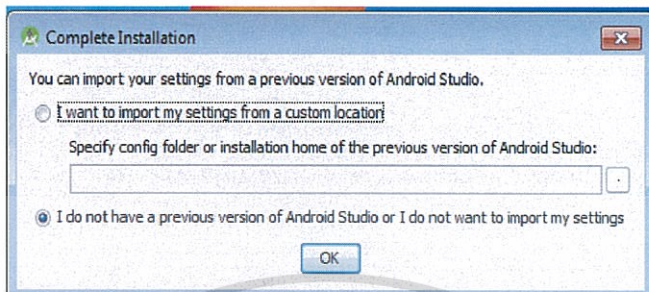 Complete Installation
You can import your settings from a previous version of Android Studio.
I want to import my settings from a custom location
Specify config folder or installation home of the previous version of Android Studio:
I do not have a previous version of Android Studio or I do not want to import my settings
OK